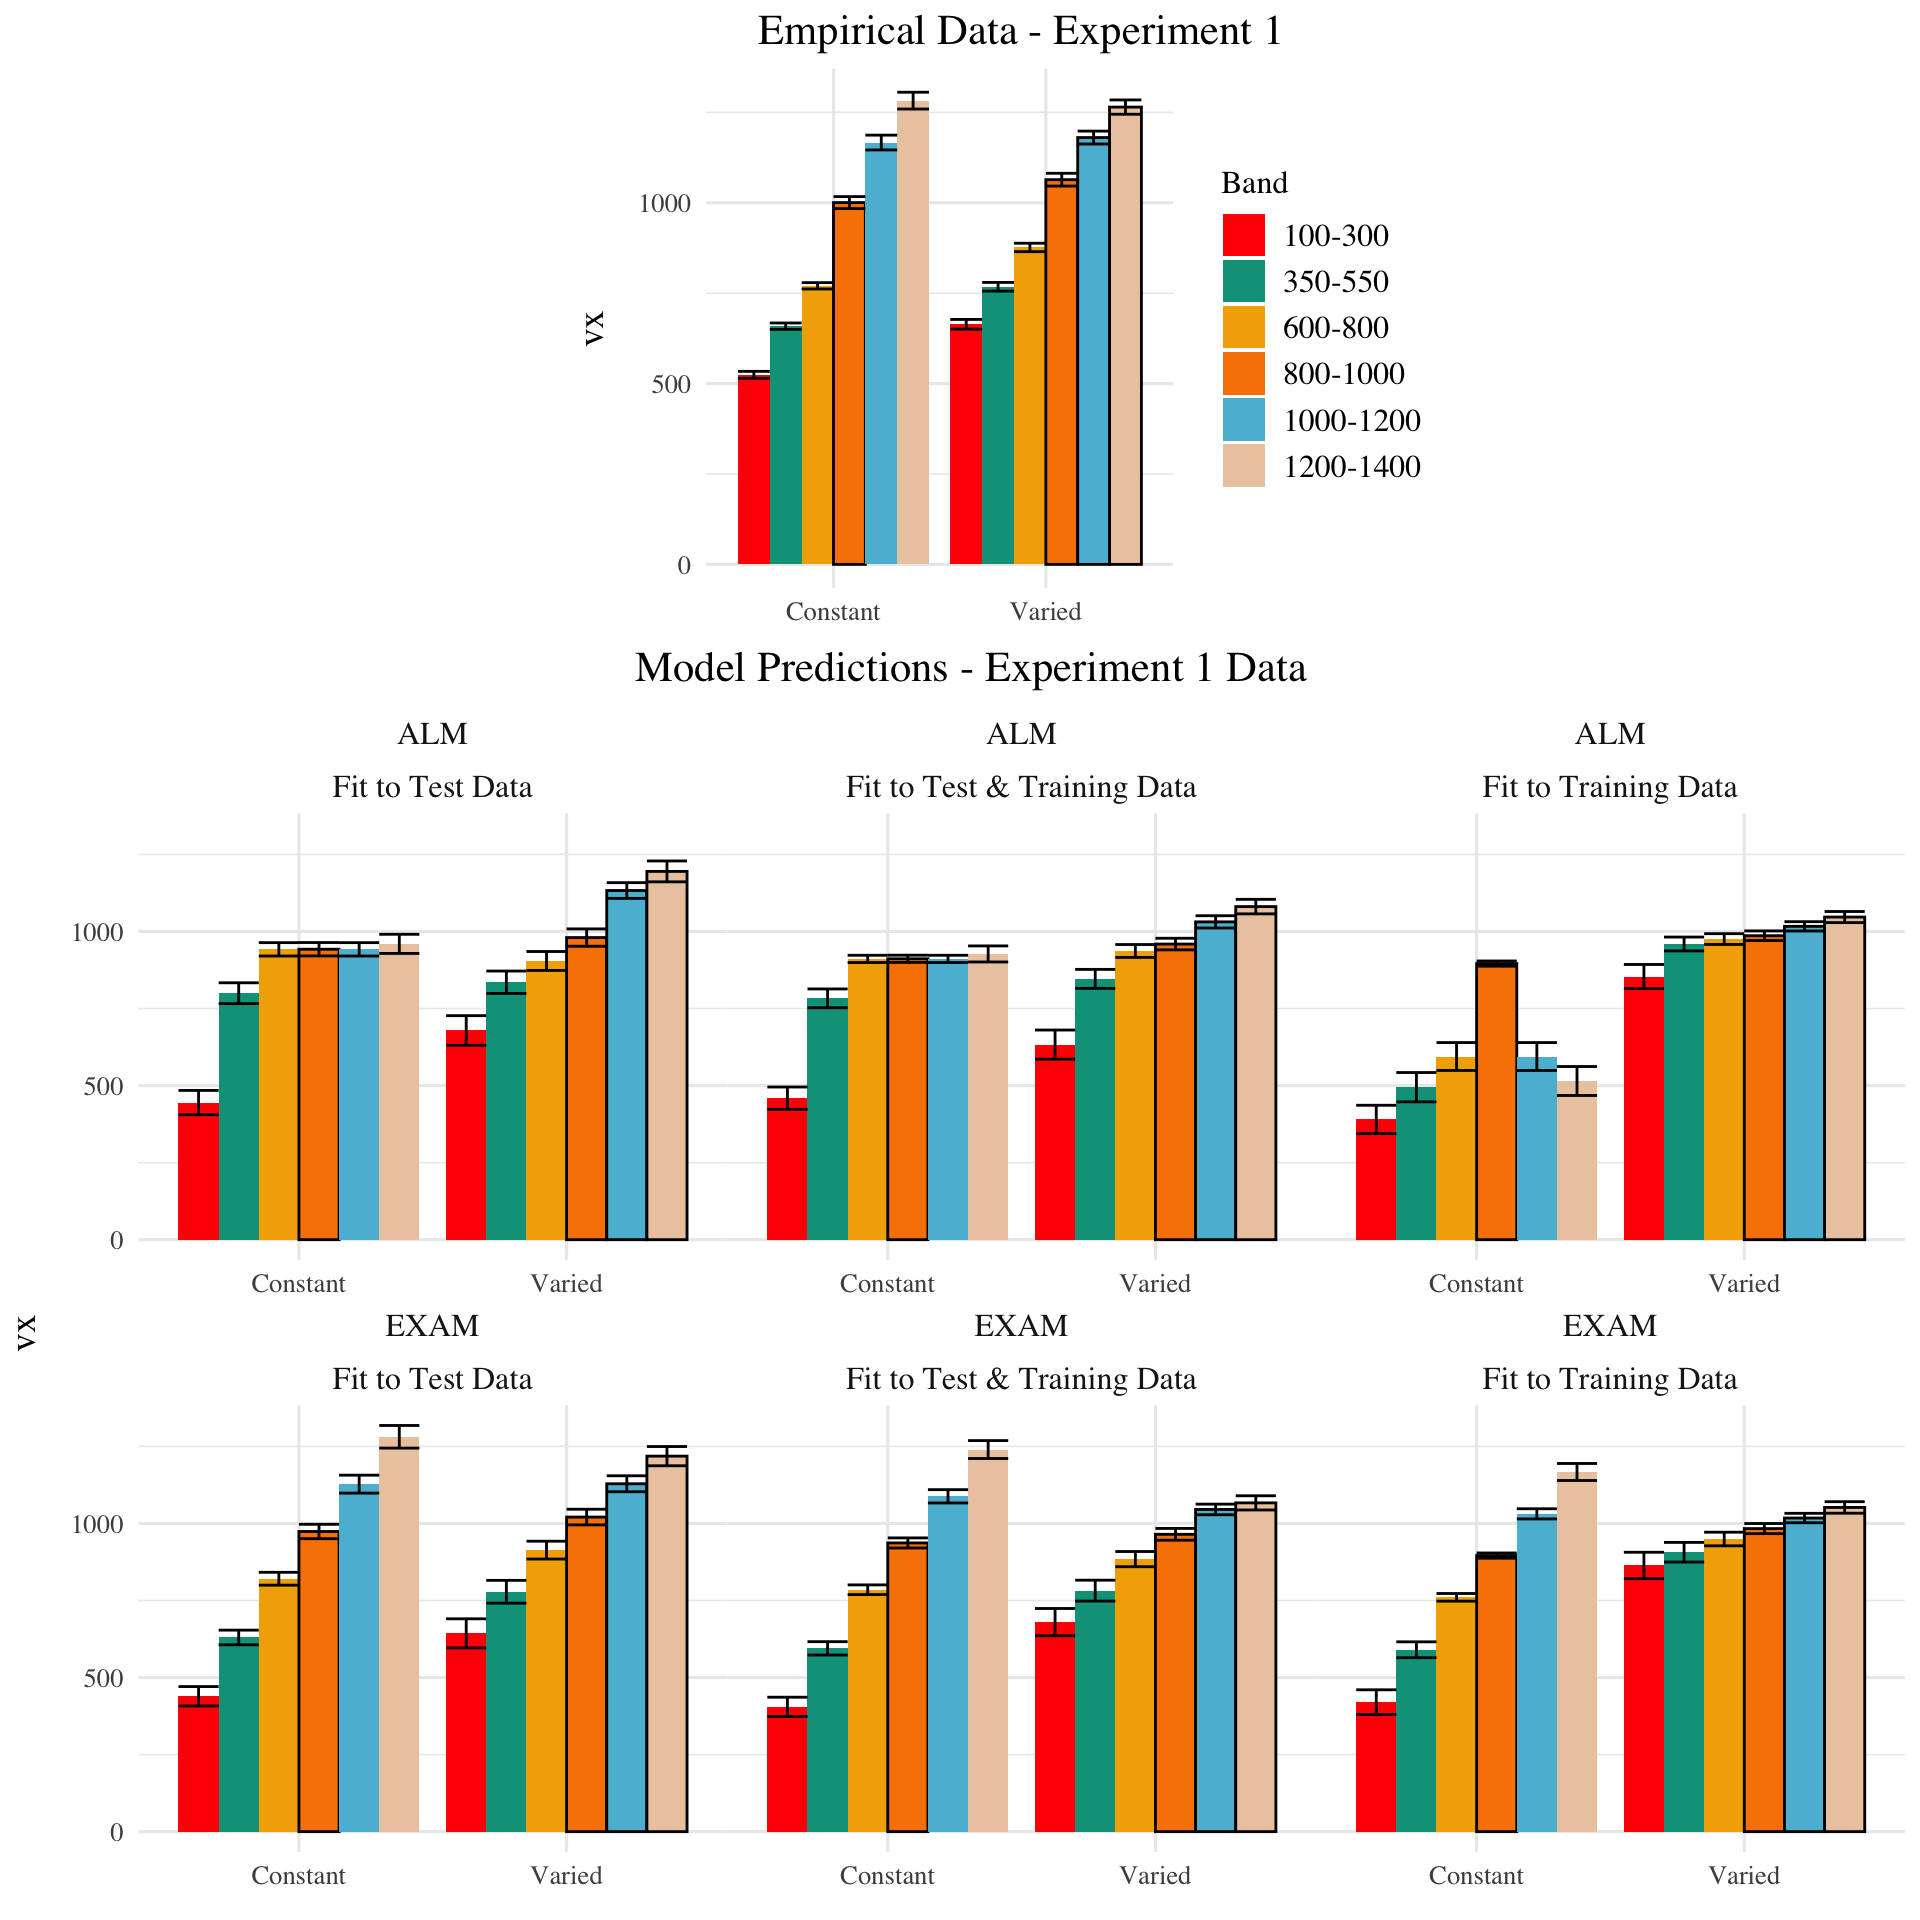 Empirical Data - Experiment 1
vx
1000
500
0
Constant Varied
Band
100-300
350-550
600-800
800-1000
1000-1200
1200-1400
Model Predictions - Experiment 1 Data
vx
ALM ALM ALM
Fit to Test Data Fit to Test & Training Data Fit to Training Data
1000
500
0
Constant Varied Constant Varied Constant Varied
EXAM EXAM EXAM
Fit to Test Data Fit to Test & Training Data Fit to Training Data
1000
500
0
Constant Varied Constant Varied Constant Varied